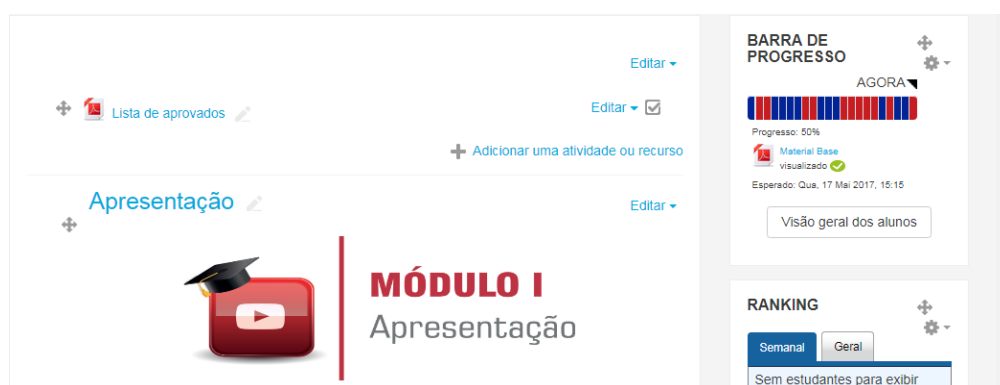 Editar
Lista de aprovados
Editar
Adicionar uma atividade ou recurso
Apresentação
Editar
MÓDULO I
Apresentação
BARRA DE
PROGRESSO
AGORA
Progresso: 50%
Material Base
visualizado
Esperado: Qua, 17 Mai 2017, 15:15
Visão geral dos alunos
RANKING
Semanal
Geral
Sem estudantes para exibir